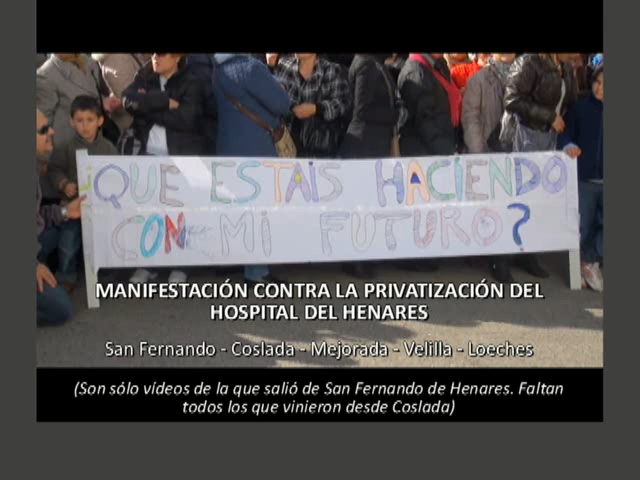 ¿QUE ESTAIS HACIENDO
CON MI FUTURO?
MANIFESTACIÓN CONTRA LA PRIVATIZACIÓN DEL
HOSPITAL DEL HENARES
San Fernando - Coslada - Mejorada - Velilla - Loeches
(Son sólo vídeos de la que salió de San Fernando de Henares. Faltan
todos los que vinieron desde Coslada)